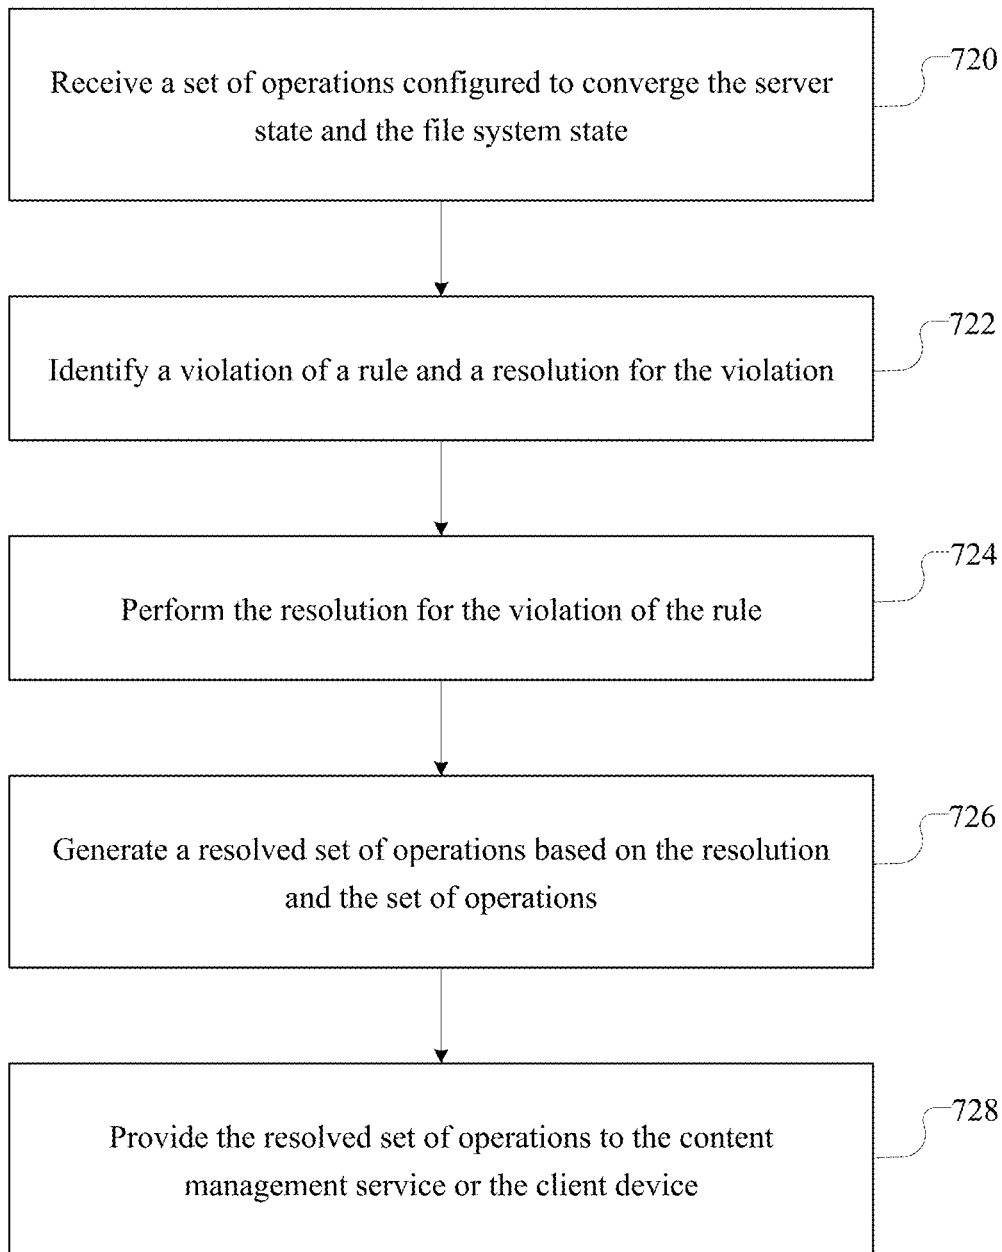 Receive a set of operations configured to converge the server
state and the file system state
720
Identify a violation of a rule and a resolution for the violation
722
Perform the resolution for the violation of the rule
724
Generate a resolved set of operations based on the resolution
and the set of operations
726
Provide the resolved set of operations to the content
management service or the client device
728